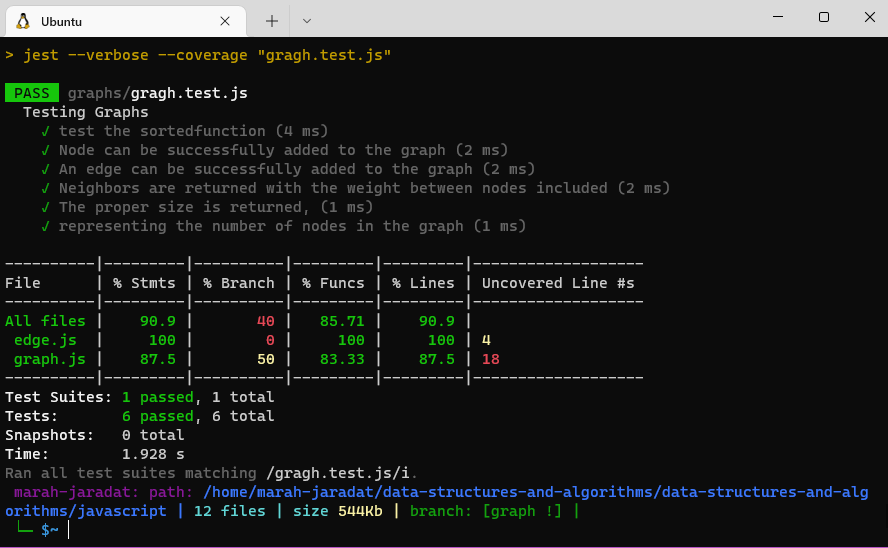 Ubuntu
> jest --verbose --coverage "gragh.test.js"
PASS graphs/gragh.test.js
Testing Graphs
√ test the sortedfunction (4 ms)
√ Node can be successfully added to the graph (2 ms)
√ An edge can be successfully added to the graph (2 ms)
√ Neighbors are returned with the weight between nodes included (2 ms)
√ The proper size is returned, (1 ms)
√ representing the number of nodes in the graph (1 ms)
----------|---------|----------|---------|---------|-------------------
File      | % Stmts | % Branch | % Funcs | % Lines | Uncovered Line #s
----------|---------|----------|---------|---------|-------------------
All files |    90.9 |       40 |   85.71 |    90.9 |
 edge.js  |     100 |        0 |     100 |     100 | 4
 graph.js |    87.5 |       50 |   83.33 |    87.5 | 18
----------|---------|----------|---------|---------|-------------------
Test Suites: 1 passed, 1 total
Tests:       6 passed, 6 total
Snapshots:   0 total
Time:        1.928 s
Ran all test suites matching /gragh.test.js/i.
marah-jaradat: path: /home/marah-jaradat/data-structures-and-algorithms/data-structures-and-alg
orithms/javascript | 12 files | size 544Kb | branch: [graph !] |
└─ $~